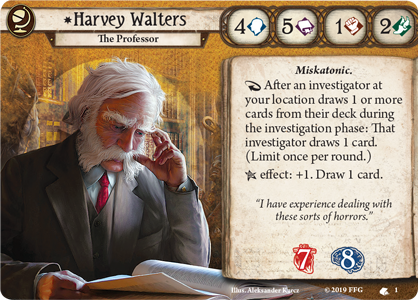 Harvey Walters
The Professor
4 5 1 2
Miskatonic.
After an investigator at
your location draws 1 or more
cards from their deck during
the investigation phase: That
investigator draws 1 card.
(Limit once per round.)
effect: +1. Draw 1 card.
"I have experience dealing with
these sorts of horrors."
7 8
Illus. Aleksander Karcz
© 2019 FFG
1